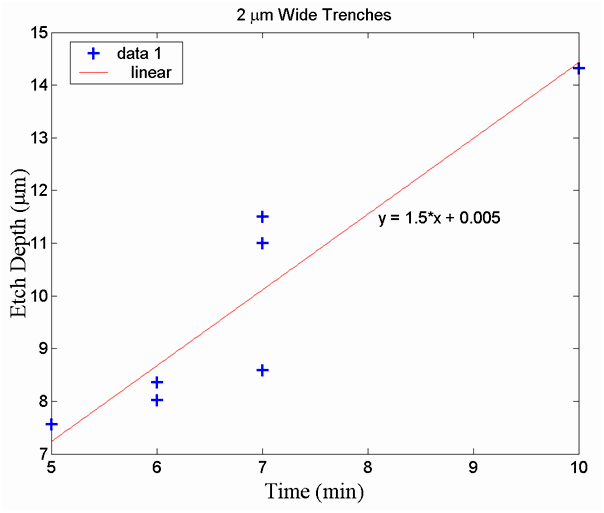 2 μm Wide Trenches
data 1
linear
y = 1.5*x + 0.005
Etch Depth (μm)
15
14
13
12
11
10
9
8
7
5
6
7
8
9
10
Time (min)